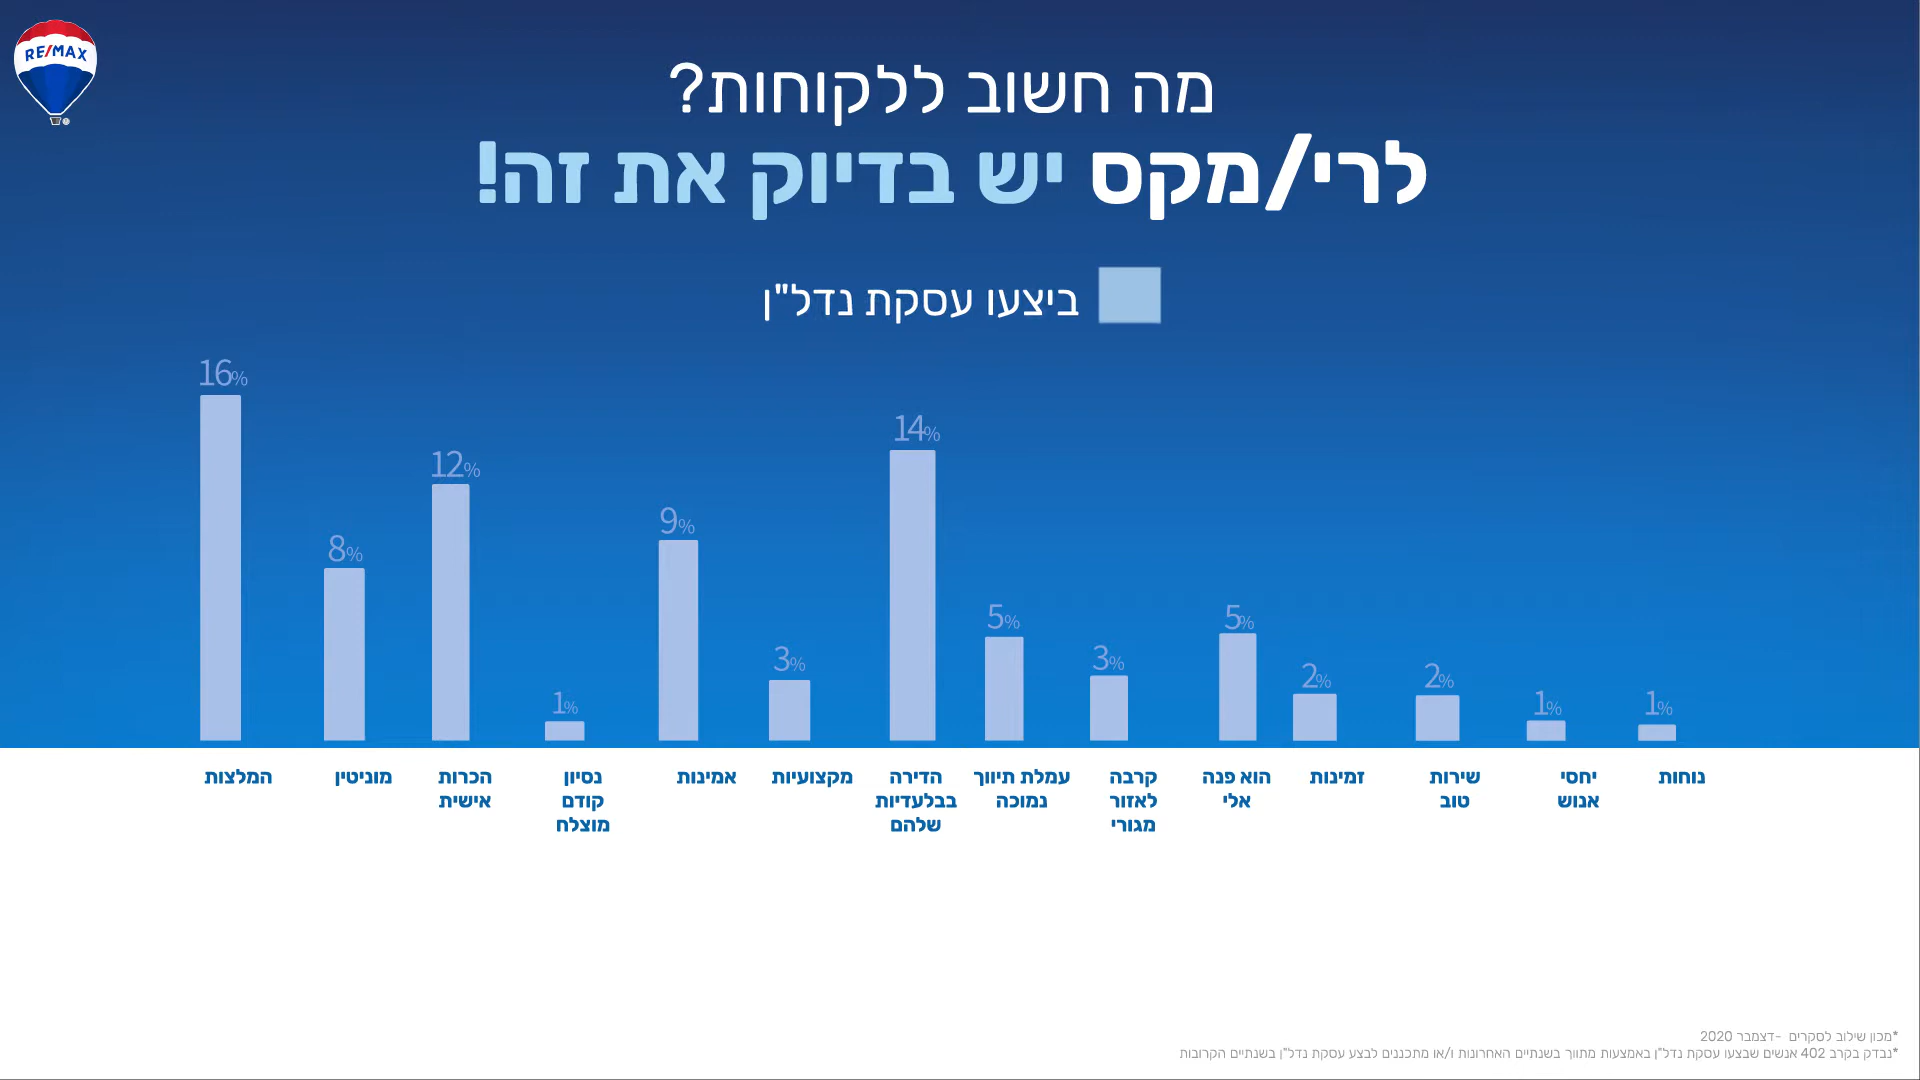 RE/MAX
מה חשוב ללקוחות?
לרי/מקס יש בדיוק את זה!
ביצעו עסקת נדל"ן
16%
8%
12%
1%
9%
3%
14%
5%
3%
5%
2%
2%
1%
1%
המלצות
מוניטין
הכרות
אישית
נסיון
קודם
מוצלח
אמינות
מקצועיות
הדירה
בבלעדיות
שלהם
עמלת תיווך
נמוכה
קרבה
לאזור
מגורי
הוא פנה
אלי
זמינות
שירות
טוב
יחסי
אנוש
נוחות
*מכון שילוב לסקרים -דצמבר 2020
*נבדק בקרב 402 אנשים שבצעו עסקת נדל"ן באמצעות מתווך בשנתיים האחרונות ו/או מתכננים לבצע עסקת נדל"ן בשנתיים הקרובות